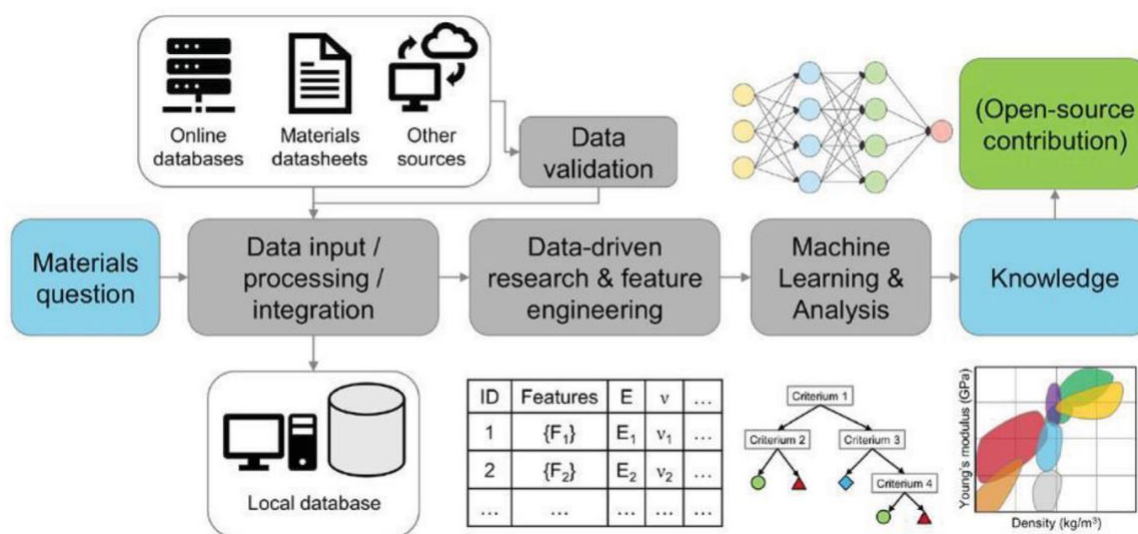 Online
databases
Materials
datasheets
Other
sources
Data
validation
(Open-source
contribution)
Materials
question
Data input /
processing /
integration
Data-driven
research & feature
engineering
Machine
Learning &
Analysis
Knowledge
Local database
ID Features E ν ...
1 {F₁} E₁ ν₁ ...
2 {F₂} E₂ ν₂ ...
... ... ... ... ...
Criterium 1
Criterium 2
Criterium 3
Criterium 4
Young's modulus (GPa)
Density (kg/m³)